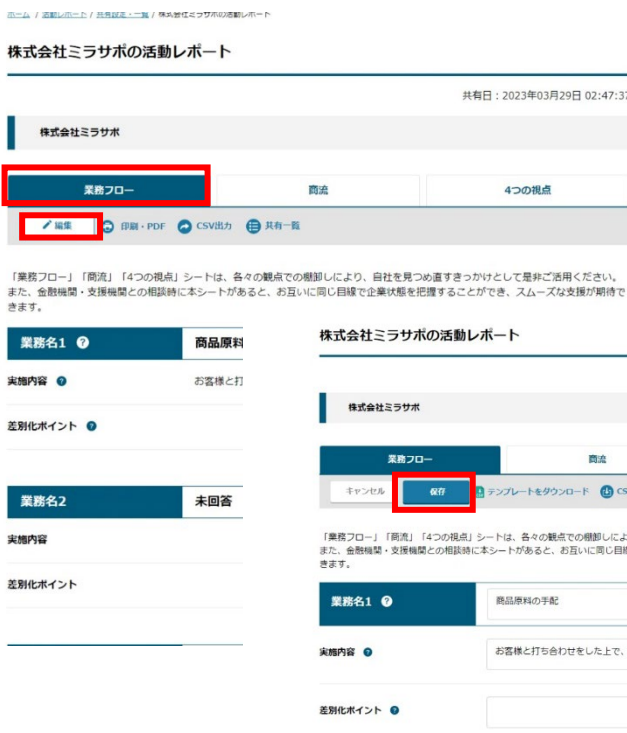 ホーム / 活動レポート / 共有設定・一覧 / 株式会社ミラサポの活動レポート
株式会社ミラサポの活動レポート
共有日：2023年03月29日 02:47:37
株式会社ミラサポ
業務フロー 商流 4つの視点
編集 印刷・PDF CSV出力 共有一覧
「業務フロー」「商流」「4つの視点」シートは、各々の観点での棚卸しにより、自社を見つめ直すきっかけとして是非ご活用ください。
また、金融機関・支援機関との相談時に本シートがあると、お互いに同じ目線で企業状態を把握することができ、スムーズな支援が期待で
きます。
業務名1 ? 商品原料
実施内容 ? お客様と打
差別化ポイント ?
業務名2 未回答
実施内容
差別化ポイント
株式会社ミラサポの活動レポート
株式会社ミラサポ
業務フロー 商流
キャンセル 保存 テンプレートをダウンロード CS
「業務フロー」「商流」「4つの視点」シートは、各々の観点での棚卸しによ
また、金融機関・支援機関との相談時に本シートがあると、お互いに同じ目
きます。
業務名1 ? 商品原料の手配
実施内容 ? お客様と打ち合わせをした上で、
差別化ポイント ?